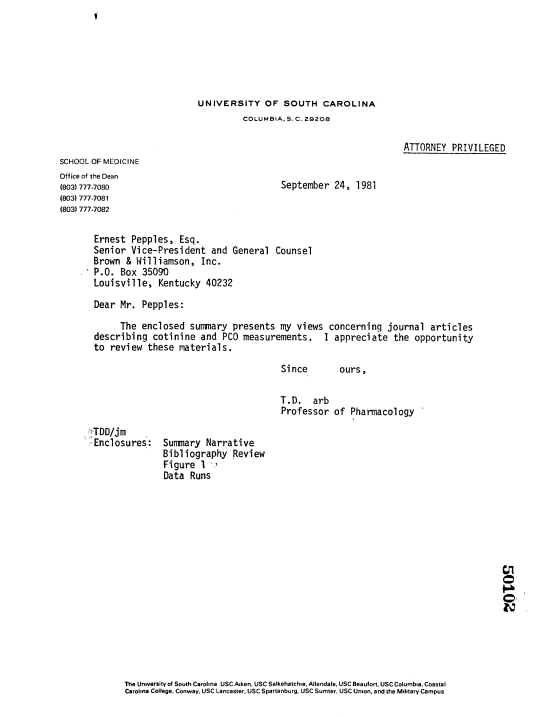 UNIVERSITY OF SOUTH CAROLINA
COLUMBIA, S. C. 29208
ATTORNEY PRIVILEGED
SCHOOL OF MEDICINE
Office of the Dean
(803) 777-7080
(803) 777-7081
(803) 777-7082
September 24, 1981
Ernest Pepples, Esq.
Senior Vice-President and General Counsel
Brown & Williamson, Inc.
P.O. Box 35090
Louisville, Kentucky 40232
Dear Mr. Pepples:
The enclosed summary presents my views concerning journal articles
describing cotinine and PCO measurements. I appreciate the opportunity
to review these materials.
Since ours,
T.D. arb
Professor of Pharmacology
TDD/jm
Enclosures: Summary Narrative
Bibliography Review
Figure 1
Data Runs
50102
The University of South Carolina USC Aiken, USC Salkehatchie, Allendale, USC Beaufort, USC Columbia, Coastal
Carolina College, Conway, USC Lancaster, USC Spartanburg, USC Sumter, USC Union, and the Military Campus